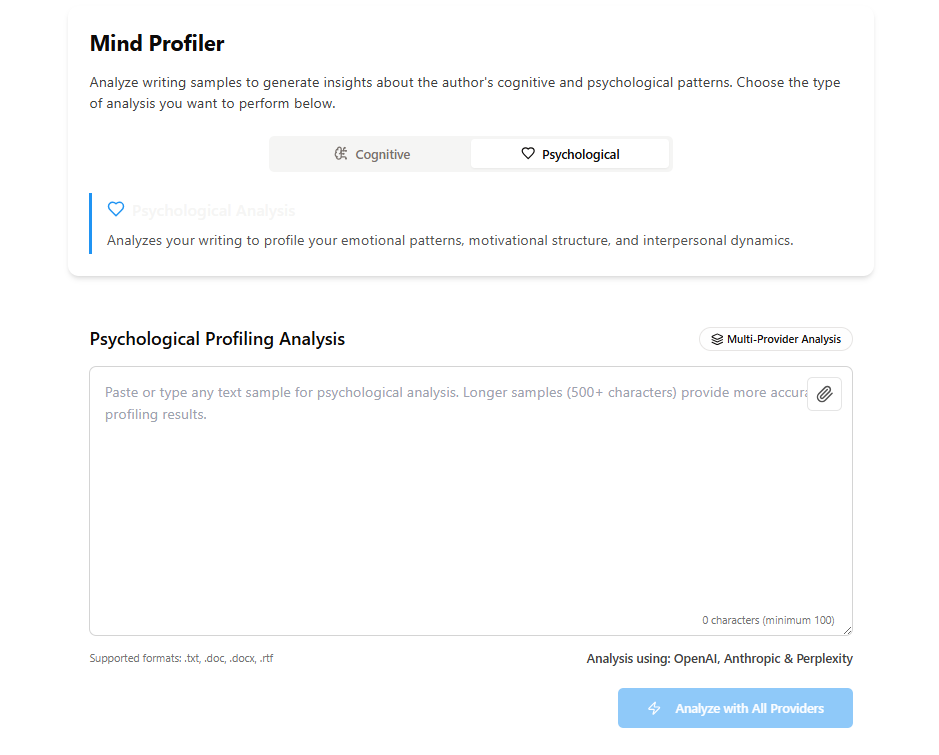 Mind Profiler
Analyze writing samples to generate insights about the author's cognitive and psychological patterns. Choose the type
of analysis you want to perform below.
Cognitive
Psychological
Psychological Analysis
Analyzes your writing to profile your emotional patterns, motivational structure, and interpersonal dynamics.
Psychological Profiling Analysis
Multi-Provider Analysis
Paste or type any text sample for psychological analysis. Longer samples (500+ characters) provide more accura
profiling results.
0 characters (minimum 100)
Supported formats: .txt, .doc, .docx, .rtf
Analysis using: OpenAI, Anthropic & Perplexity
Analyze with All Providers